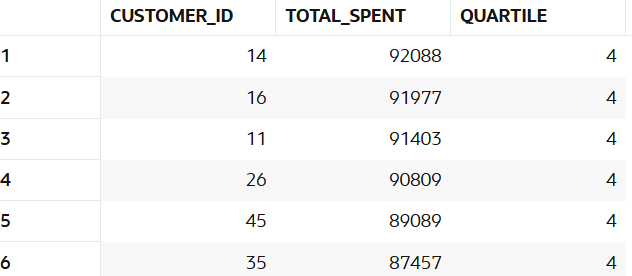 CUSTOMER_ID TOTAL_SPENT QUARTILE
1 14 92088 4
2 16 91977 4
3 11 91403 4
4 26 90809 4
5 45 89089 4
6 35 87457 4